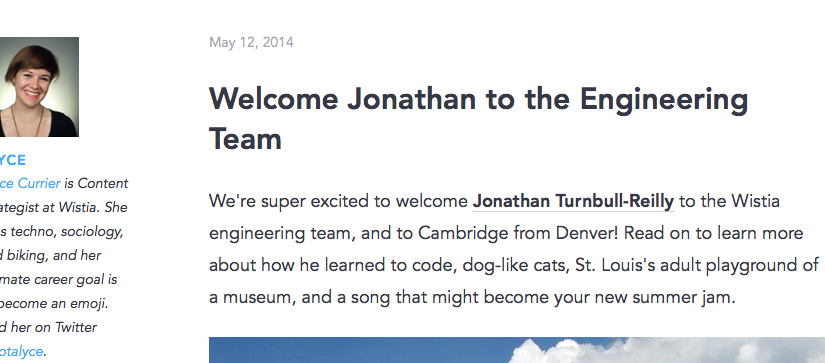 May 12, 2014
Welcome Jonathan to the Engineering
Team
We're super excited to welcome Jonathan Turnbull-Reilly to the Wistia
engineering team, and to Cambridge from Denver! Read on to learn more
about how he learned to code, dog-like cats, St. Louis's adult playground of
a museum, and a song that might become your new summer jam.
YCE
ce Currier is Content
ategist at Wistia. She
s techno, sociology,
d biking, and her
mate career goal is
become an emoji.
d her on Twitter
otalyce.